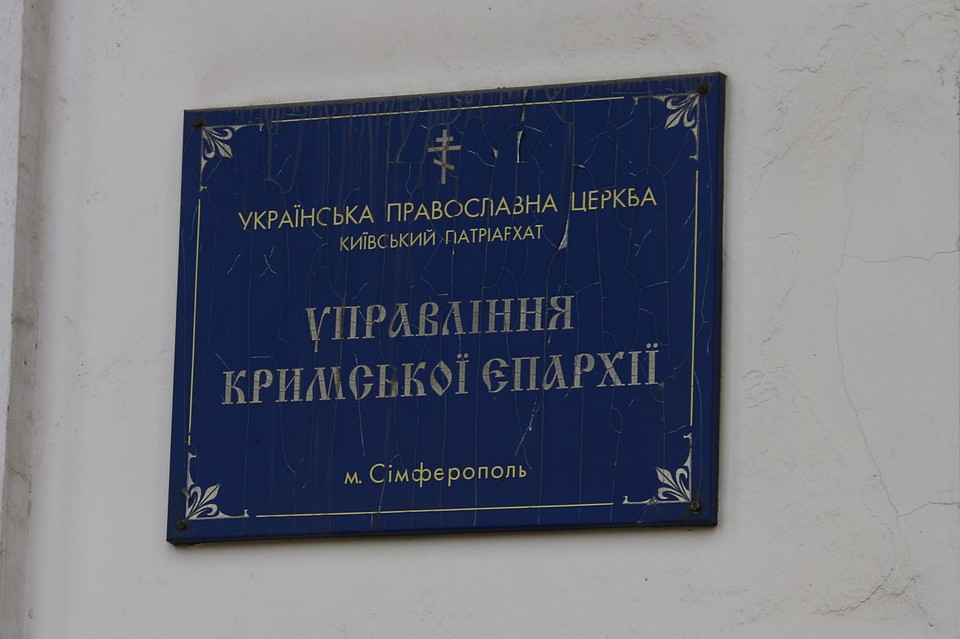 УКРАЇНСЬКА ПРАВОСЛАВНА ЦЕРКВА
КИЇВСЬКИЙ ПАТРІАРХАТ
УПРАВЛІННЯ
КРИМСЬКОЇ ЄПАРХІЇ
м. Сімферополь